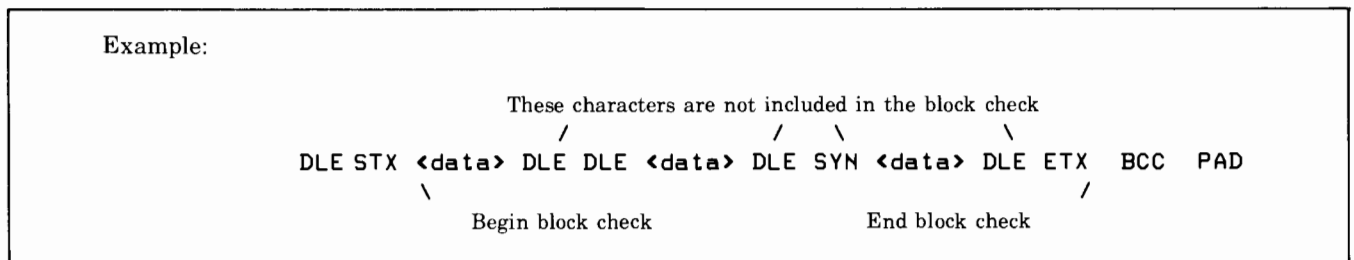 Example:
These characters are not included in the block check
/ / \ \
DLE STX <data> DLE DLE <data> DLE SYN <data> DLE ETX BCC PAD
\ /
Begin block check End block check